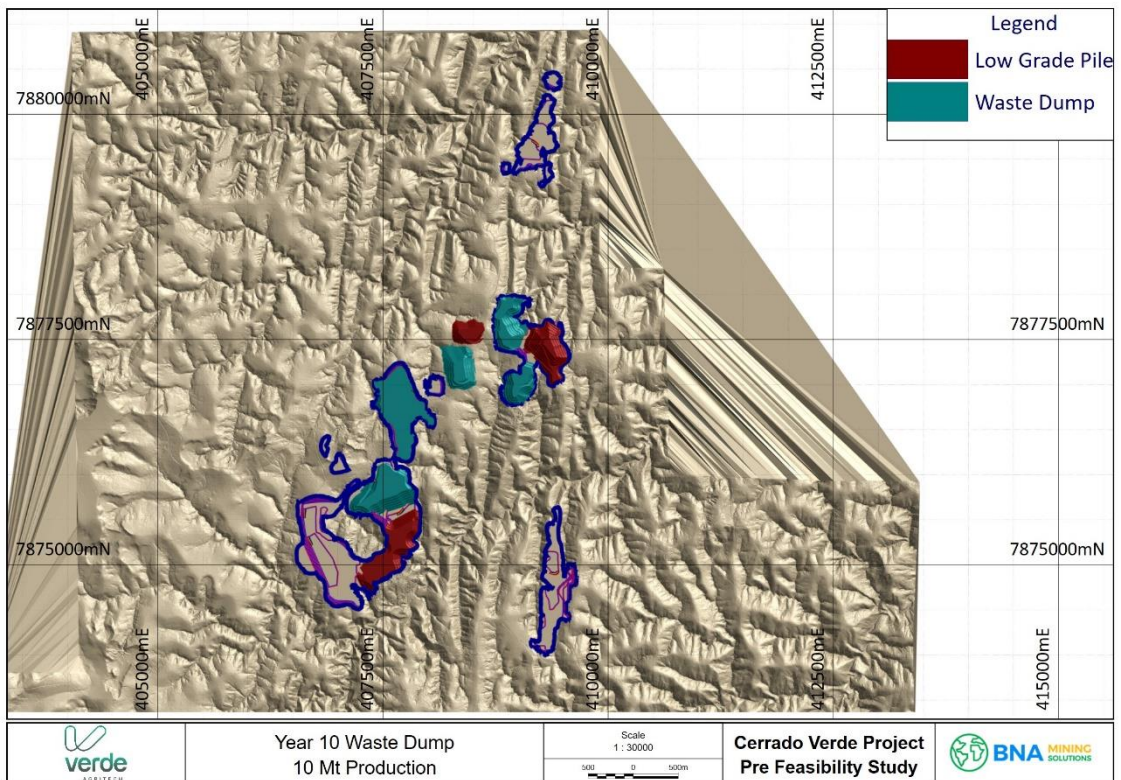 Legend
Low Grade Pile
Waste Dump
405000mE
407500mE
410000mE
412500mE
7880000mN
7877500mN
7877500mN
7875000mN
7875000mN
405000mE
407500mE
410000mE
412500mE
415000mE
verde
AGRITECH
Year 10 Waste Dump
10 Mt Production
Scale
1 : 30000
500 0 500m
Cerrado Verde Project
Pre Feasibility Study
BNA MINING
SOLUTIONS